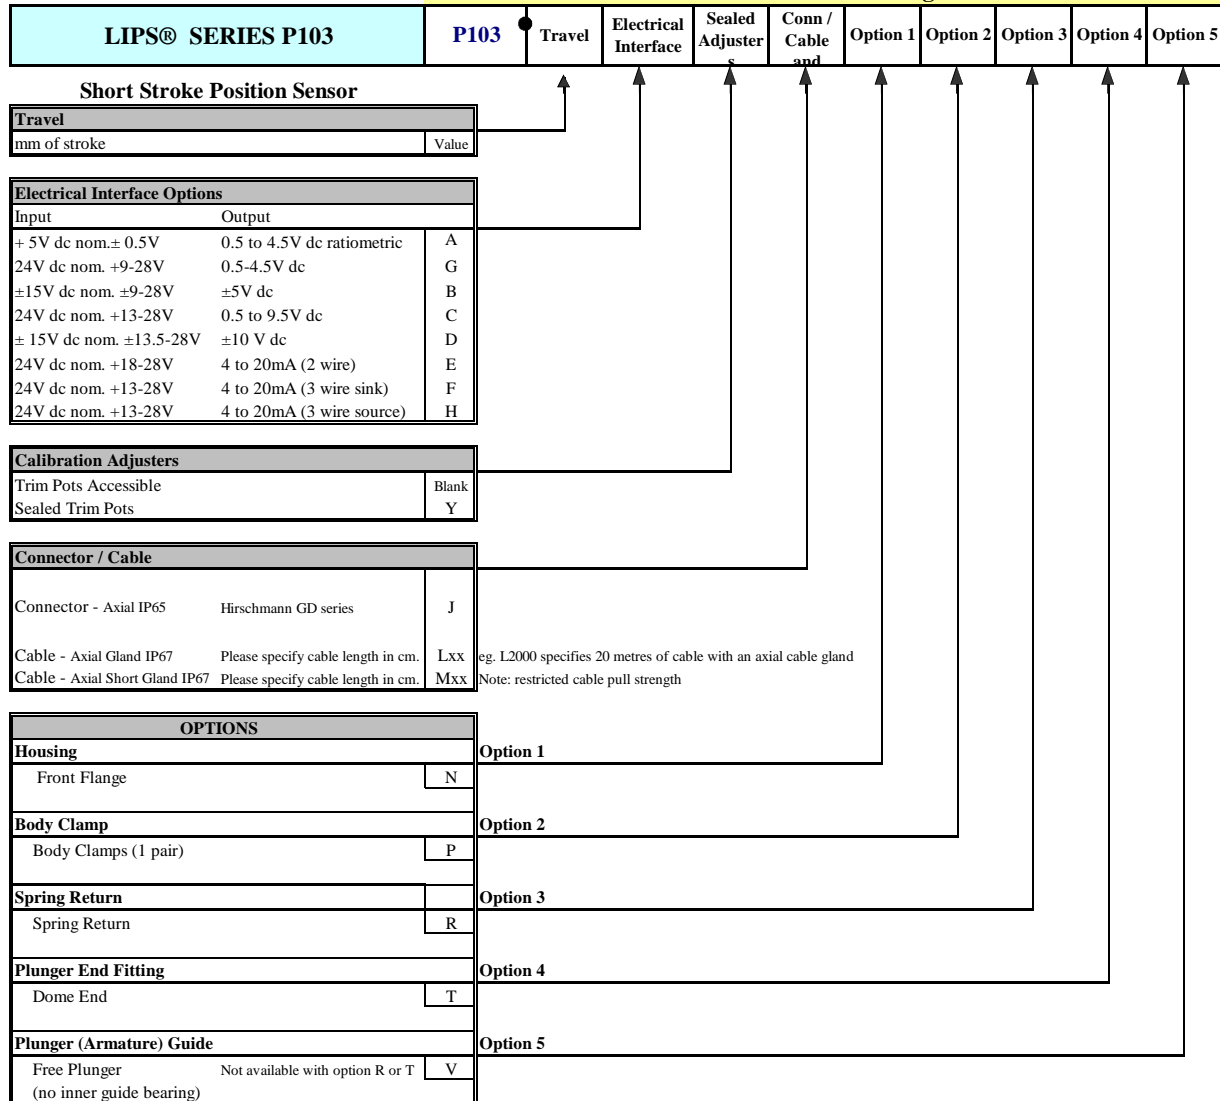 LIPS® SERIES P103 P103 Travel Electrical Interface Sealed Adjusters Conn / Cable and Option 1 Option 2 Option 3 Option 4 Option 5
Short Stroke Position Sensor
Travel
mm of stroke Value
Electrical Interface Options
Input Output
+ 5V dc nom.± 0.5V 0.5 to 4.5V dc ratiometric A
24V dc nom. +9-28V 0.5-4.5V dc G
±15V dc nom. ±9-28V ±5V dc B
24V dc nom. +13-28V 0.5 to 9.5V dc C
± 15V dc nom. ±13.5-28V ±10 V dc D
24V dc nom. +18-28V 4 to 20mA (2 wire) E
24V dc nom. +13-28V 4 to 20mA (3 wire sink) F
24V dc nom. +13-28V 4 to 20mA (3 wire source) H
Calibration Adjusters
Trim Pots Accessible Blank
Sealed Trim Pots Y
Connector / Cable
Connector - Axial IP65 Hirschmann GD series J
Cable - Axial Gland IP67 Please specify cable length in cm. Lxx eg. L2000 specifies 20 metres of cable with an axial cable gland
Cable - Axial Short Gland IP67 Please specify cable length in cm. Mxx Note: restricted cable pull strength
OPTIONS
Housing Option 1
Front Flange N
Body Clamp Option 2
Body Clamps (1 pair) P
Spring Return Option 3
Spring Return R
Plunger End Fitting Option 4
Dome End T
Plunger (Armature) Guide Option 5
Free Plunger Not available with option R or T V
(no inner guide bearing)